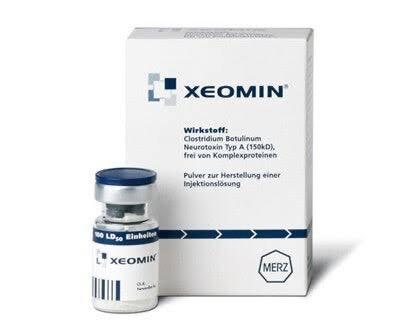 XEOMIN®
Wirkstoff:
Clostridium Botulinum
Neurotoxin Typ A (150kD),
frei von Komplexproteinen
Pulver zur Herstellung einer
Injektionslösung
MERZ
100 LD50 Einheiten
XEOMIN®